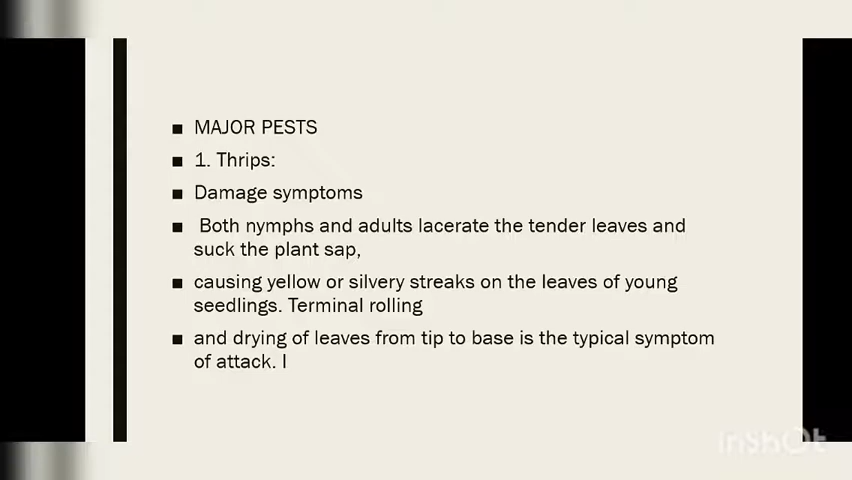 MAJOR PESTS
1. Thrips:
Damage symptoms
Both nymphs and adults lacerate the tender leaves and
suck the plant sap,
causing yellow or silvery streaks on the leaves of young
seedlings. Terminal rolling
and drying of leaves from tip to base is the typical symptom
of attack. I
InShOt